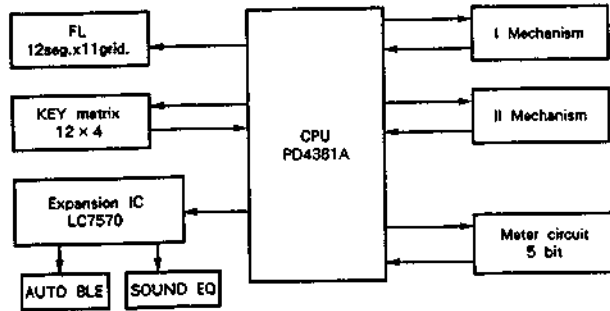 FL
12seg.x11grid.
KEY matrix
12 × 4
Expansion IC
LC7570
AUTO BLE
SOUND EQ
CPU
PD4381A
I Mechanism
II Mechanism
Meter circuit
5 bit